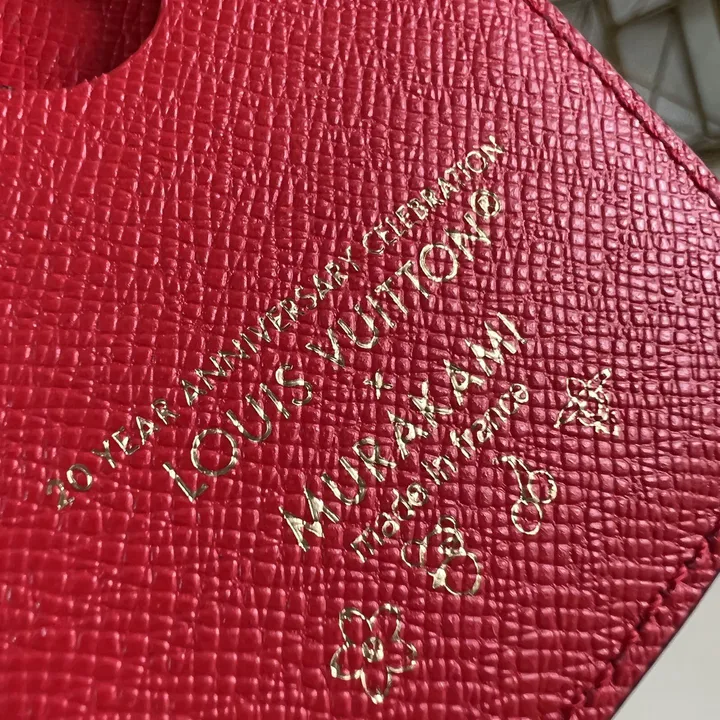 20 YEAR ANNIVERSARY CELEBRATION
LOUIS VUITTON®
×
MURAKAMI
made in france